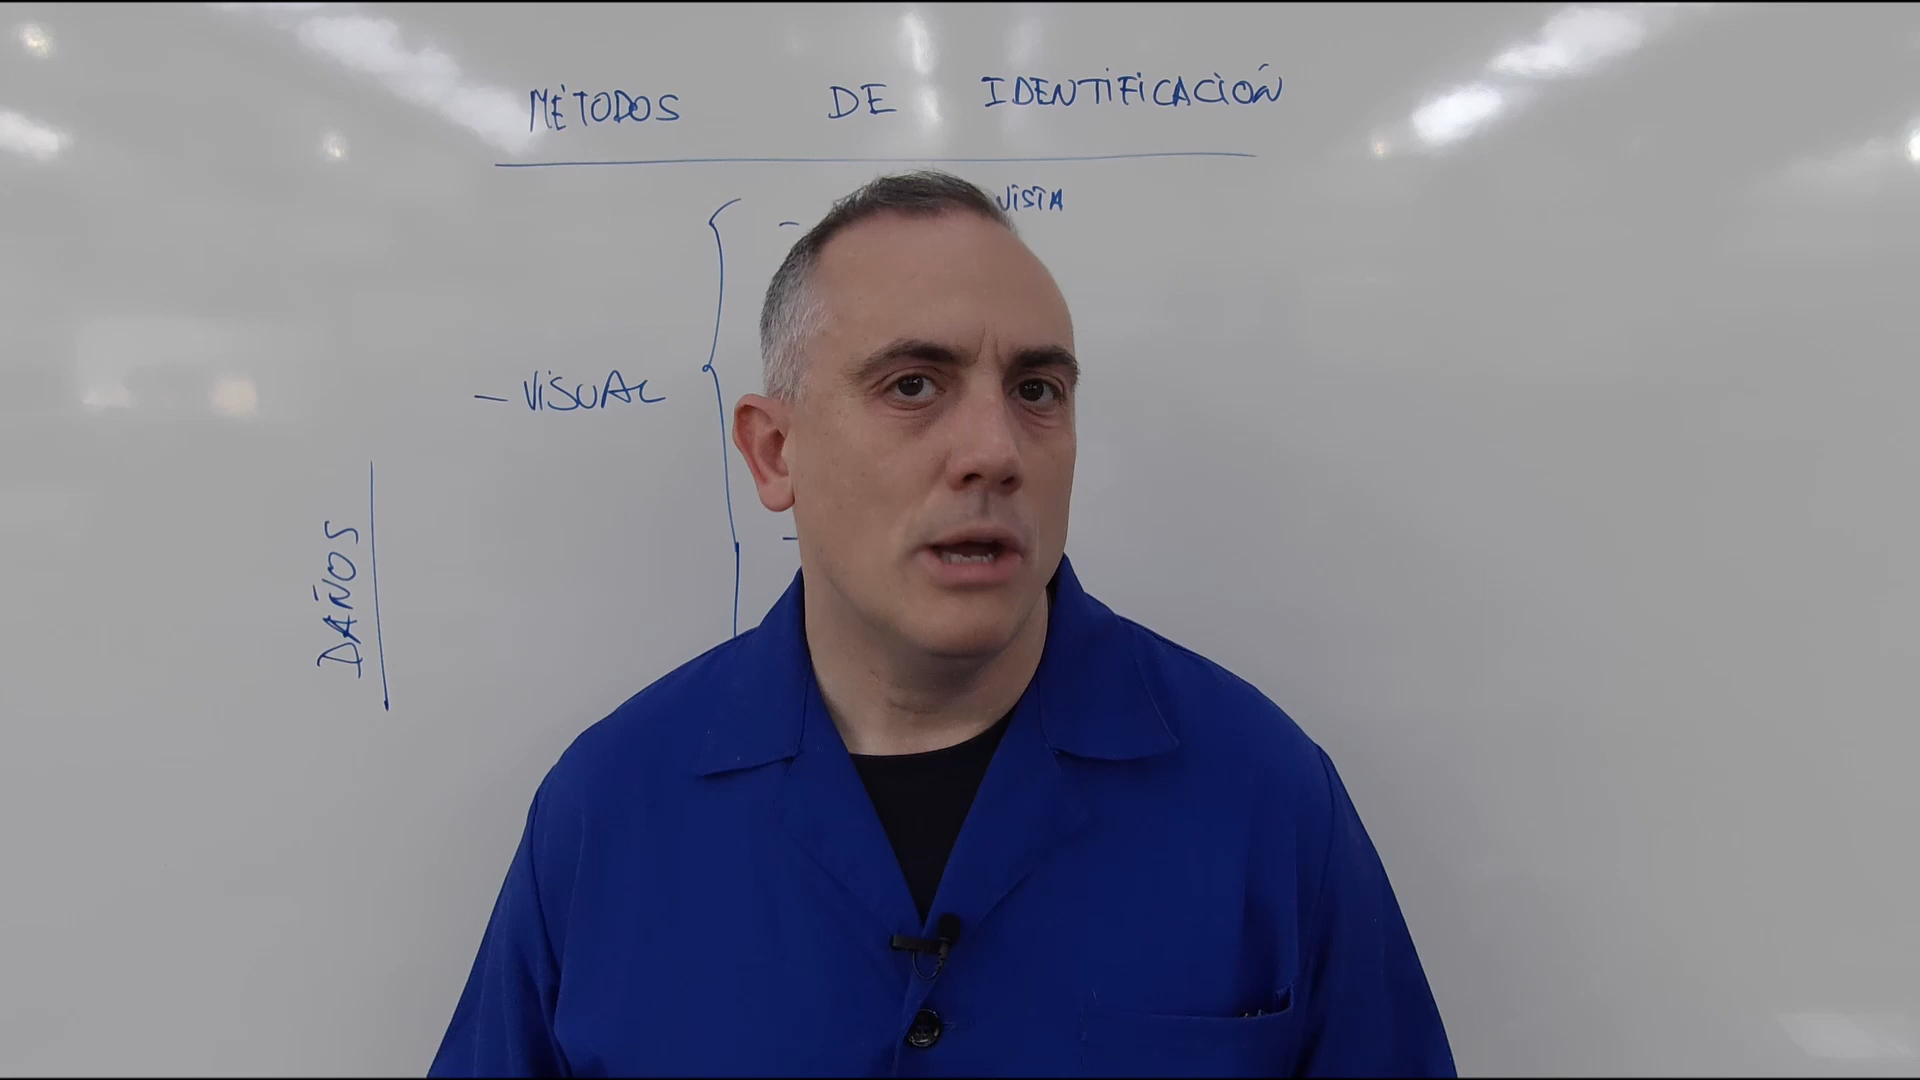 MÉTODOS DE IDENTIFICACIÓN
VISTA
- VISUAL
DAÑOS